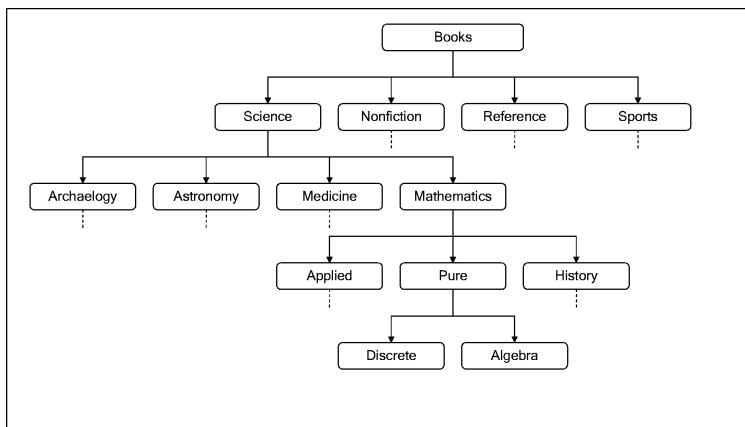 Books
Science
Nonfiction
Reference
Sports
Archaelogy
Astronomy
Medicine
Mathematics
Applied
Pure
History
Discrete
Algebra